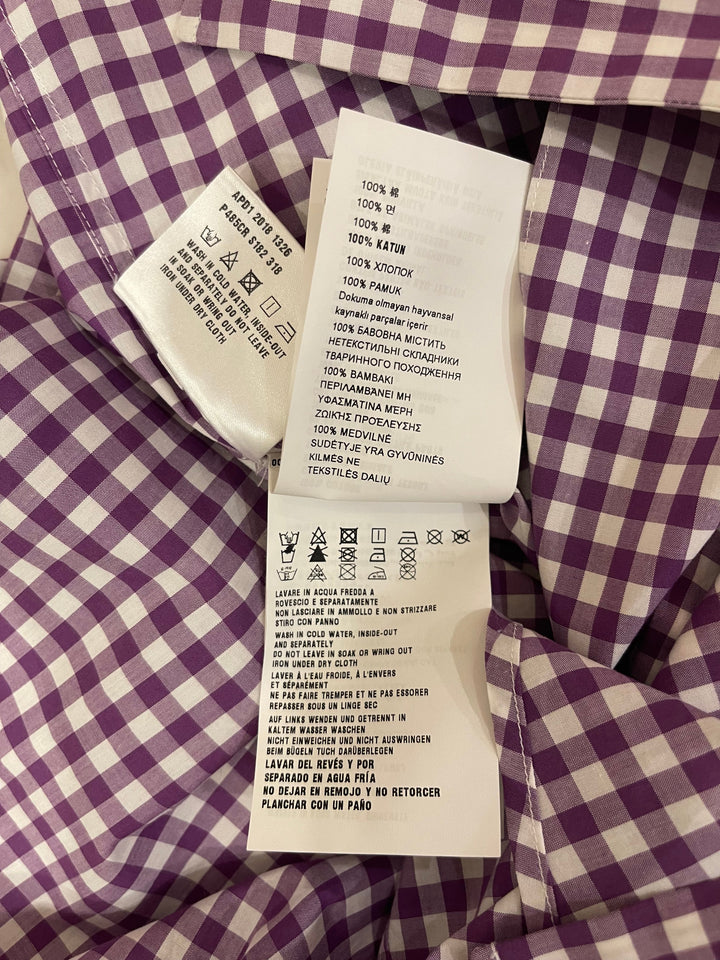 APD1 2018 1326
P485CR S182 318
WASH IN COLD WATER, INSIDE-OUT
AND SEPARATELY DO NOT LEAVE
IN SOAK OR WRING OUT
IRON UNDER DRY CLOTH
100% 棉
100% 면
100% 綿
100% KATUN
100% ХЛОПОК
100% PAMUK
Dokuma olmayan hayvansal
kaynaklı parçalar içerir
100% БАВОВНА МІСТИТЬ
НЕТЕКСТИЛЬНІ СКЛАДНИКИ
ТВАРИННОГО ПОХОДЖЕННЯ
100% ΒΑΜΒΑΚΙ
ΠΕΡΙΛΑΜΒΆΝΕΙ ΜΗ
ΥΦΑΣΜΆΤΙΝΑ ΜΈΡΗ
ΖΩΙΚΉΣ ΠΡΟΈΛΕΥΣΗΣ
100% MEDVILNĖ
SUDĖTYJE YRA GYVŪNINĖS
KILMĖS NE
TEKSTILĖS DALIŲ
LAVARE IN ACQUA FREDDA A
ROVESCIO E SEPARATAMENTE
NON LASCIARE IN AMMOLLO E NON STRIZZARE
STIRO CON PANNO
WASH IN COLD WATER, INSIDE-OUT
AND SEPARATELY
DO NOT LEAVE IN SOAK OR WRING OUT
IRON UNDER DRY CLOTH
LAVER À L'EAU FROIDE, À L'ENVERS
ET SÉPARÉMENT
NE PAS FAIRE TREMPER ET NE PAS ESSORER
REPASSER SOUS UN LINGE SEC
AUF LINKS WENDEN UND GETRENNT IN
KALTEM WASSER WASCHEN
NICHT EINWEICHEN UND NICHT AUSWRINGEN
BEIM BÜGELN TUCH DARÜBERLEGEN
LAVAR DEL REVÉS Y POR
SEPARADO EN AGUA FRÍA
NO DEJAR EN REMOJO Y NO RETORCER
PLANCHAR CON UN PAÑO